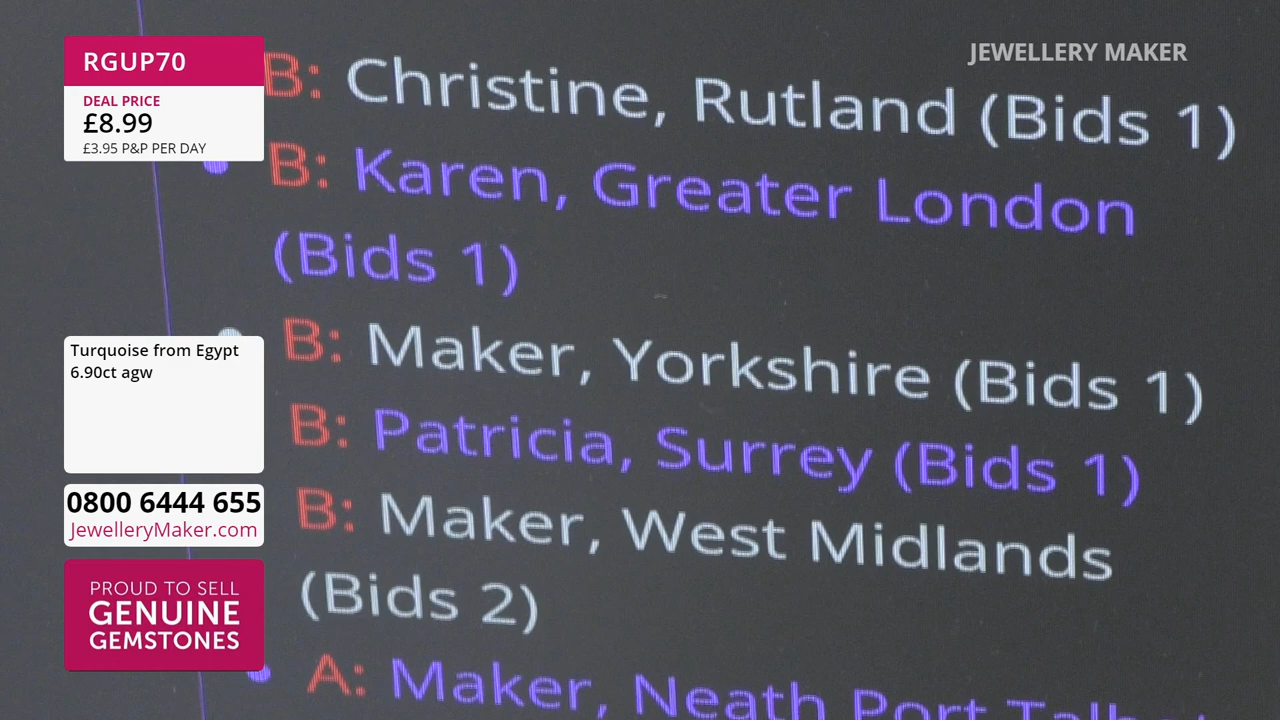 RGUP70
DEAL PRICE
£8.99
£3.95 P&P PER DAY
Turquoise from Egypt
6.90ct agw
0800 6444 655
JewelleryMaker.com
PROUD TO SELL
GENUINE
GEMSTONES
JEWELLERY MAKER
B: Christine, Rutland (Bids 1)
B: Karen, Greater London
(Bids 1)
B: Maker, Yorkshire (Bids 1)
B: Patricia, Surrey (Bids 1)
B: Maker, West Midlands
(Bids 2)
A: Maker, Neath Port Talbot